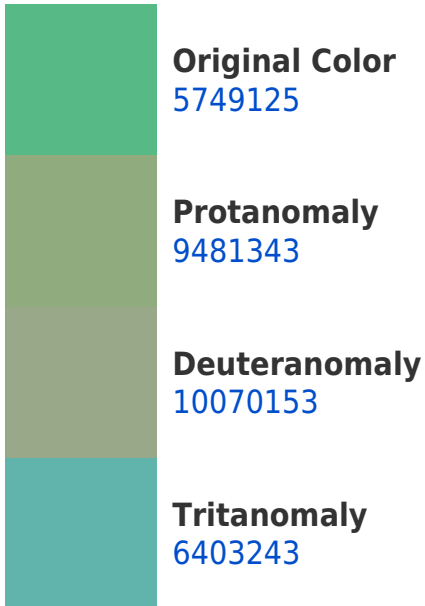 Original Color
5749125
Protanomaly
9481343
Deuteranomaly
10070153
Tritanomaly
6403243